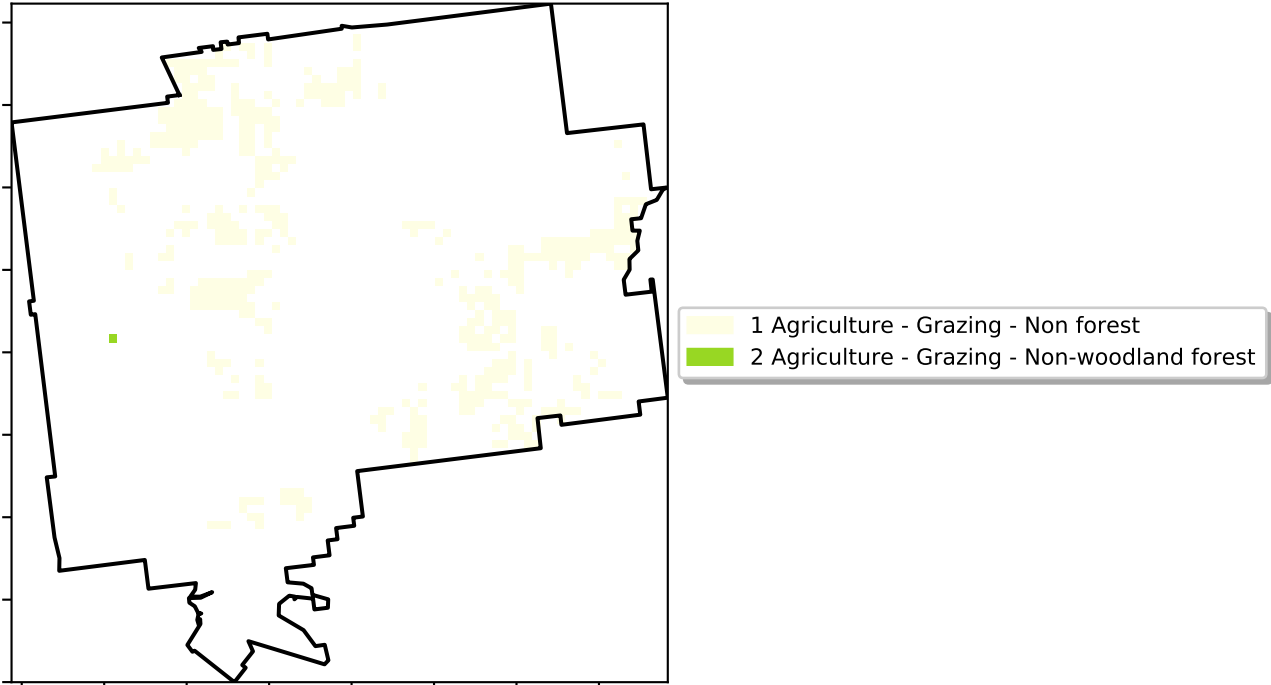 1 Agriculture - Grazing - Non forest
2 Agriculture - Grazing - Non-woodland forest